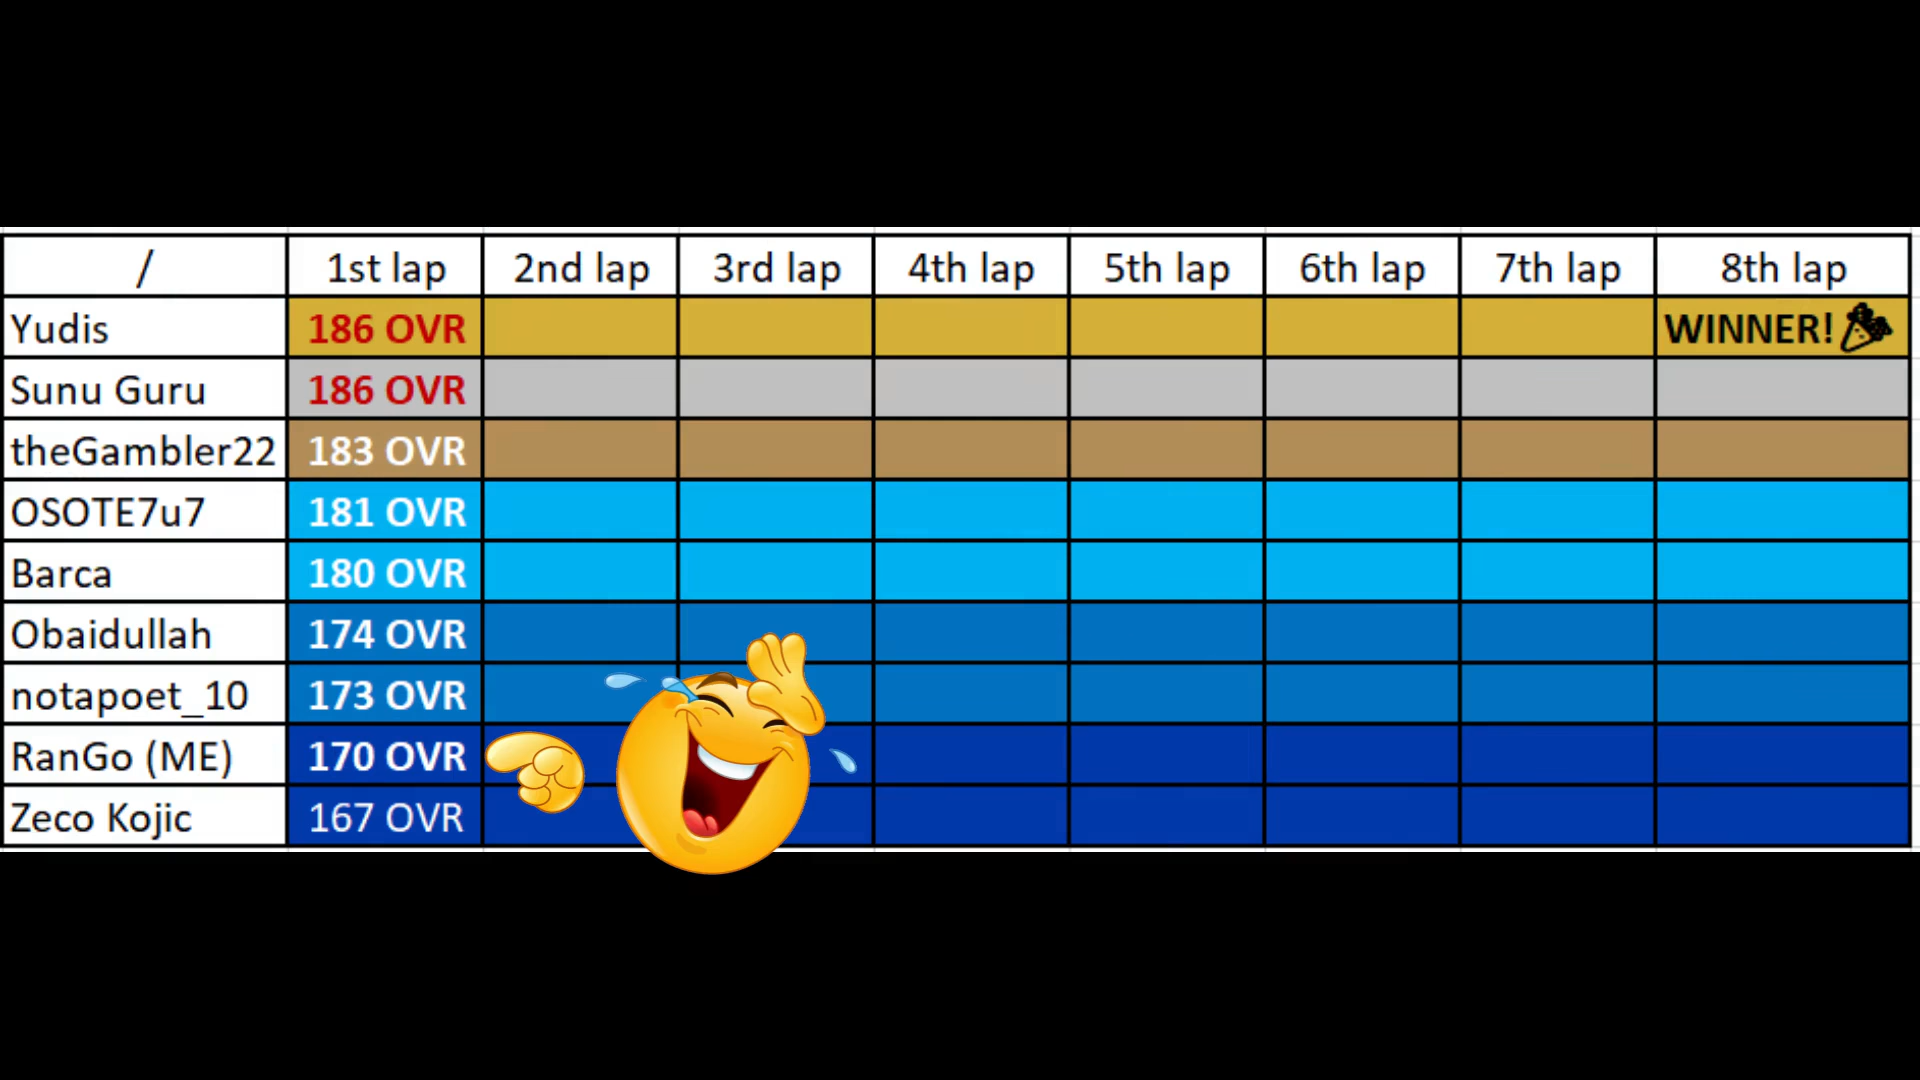 / 1st lap 2nd lap 3rd lap 4th lap 5th lap 6th lap 7th lap 8th lap
Yudis 186 OVR WINNER!
Sunu Guru 186 OVR
theGambler22 183 OVR
OSOTE7u7 181 OVR
Barca 180 OVR
Obaidullah 174 OVR
notapoet_10 173 OVR
RanGo (ME) 170 OVR
Zeco Kojic 167 OVR